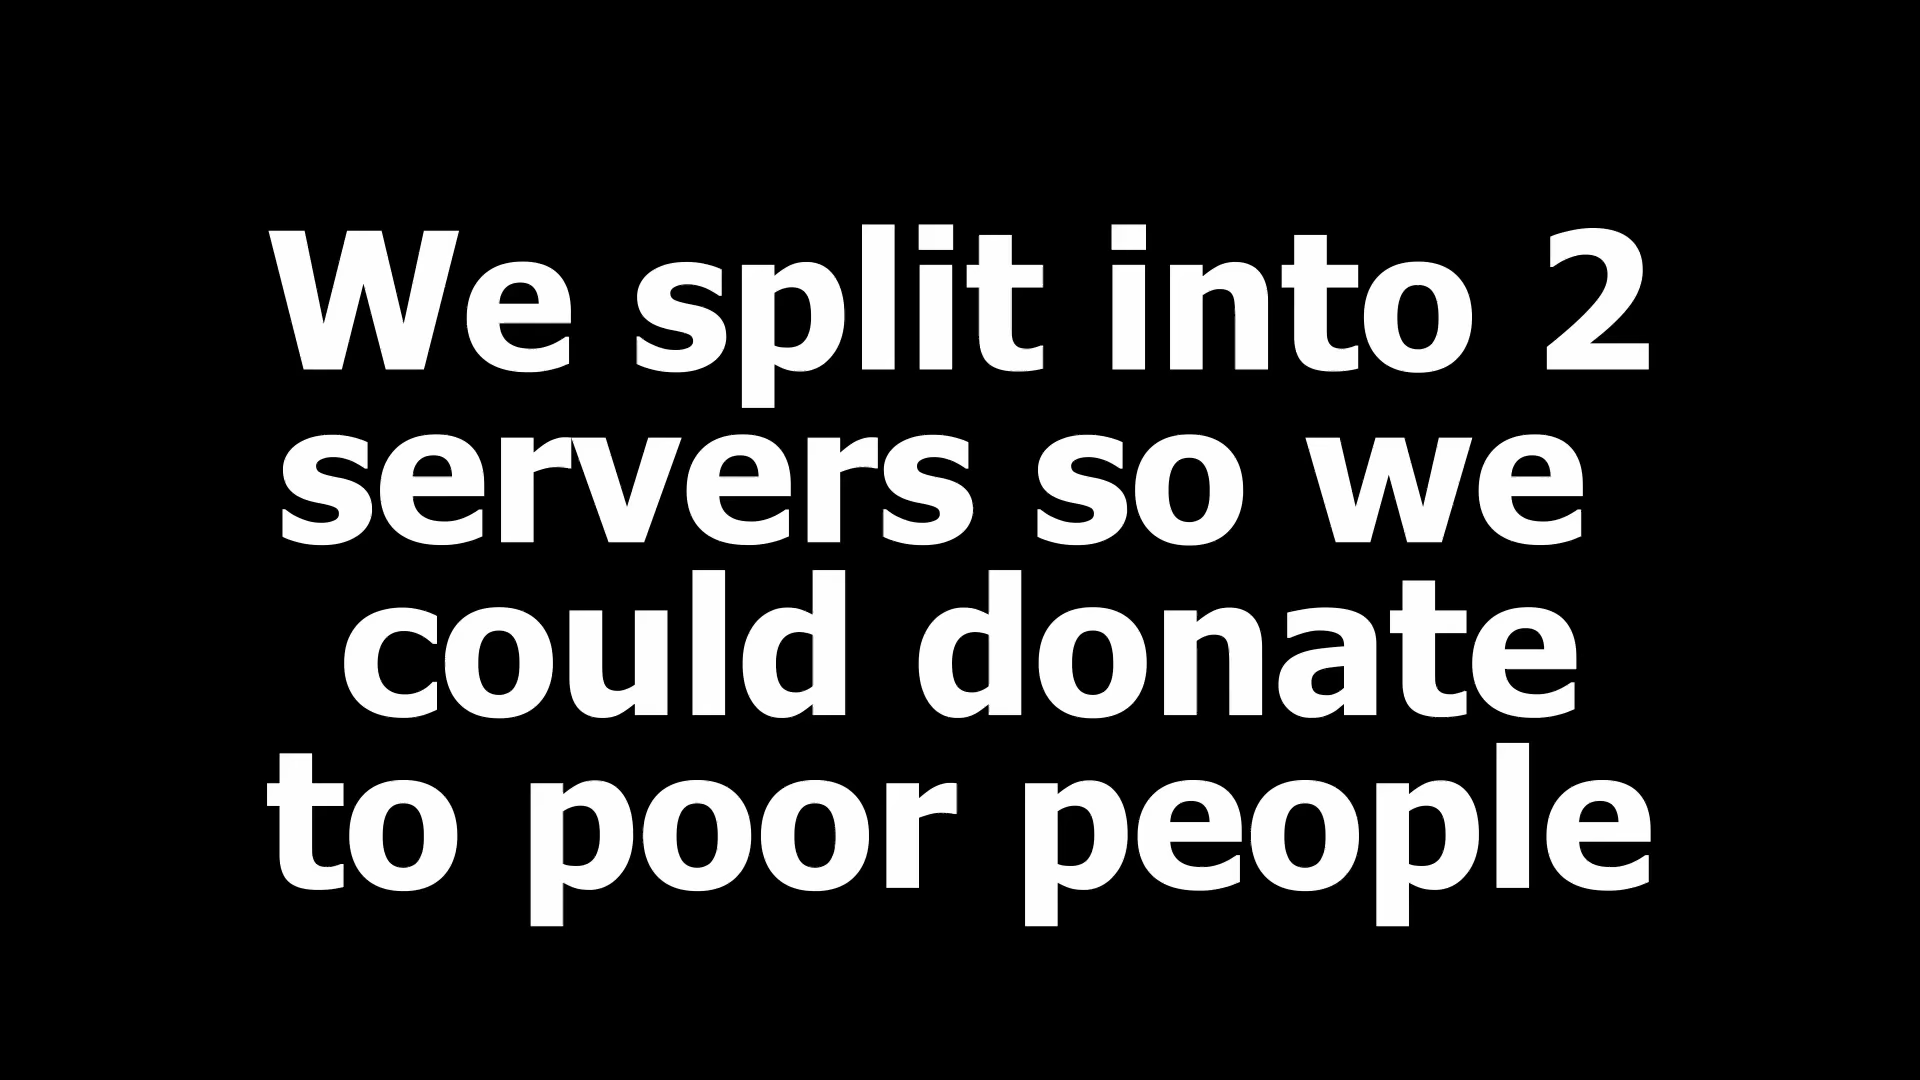 We split into 2
servers so we
could donate
to poor people